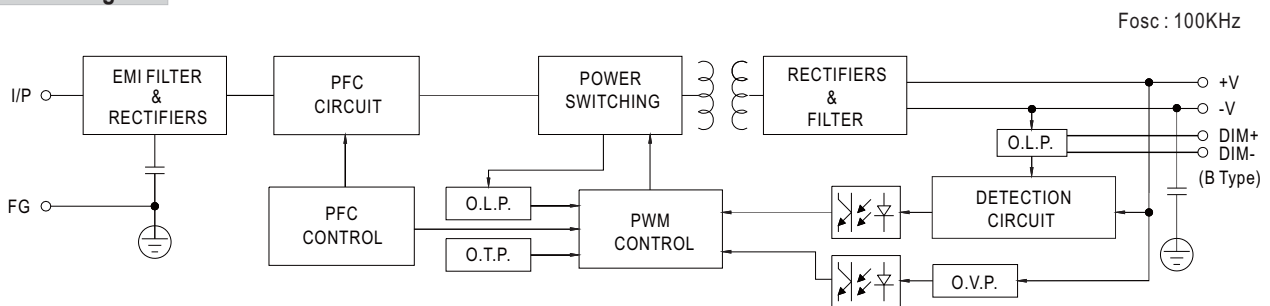 Fosc : 100KHz
I/P
EMI FILTER
&
RECTIFIERS
PFC
CIRCUIT
POWER
SWITCHING
RECTIFIERS
&
FILTER
+V
-V
DIM+
DIM-
(B Type)
O.L.P.
FG
PFC
CONTROL
O.L.P.
O.T.P.
PWM
CONTROL
DETECTION
CIRCUIT
O.V.P.